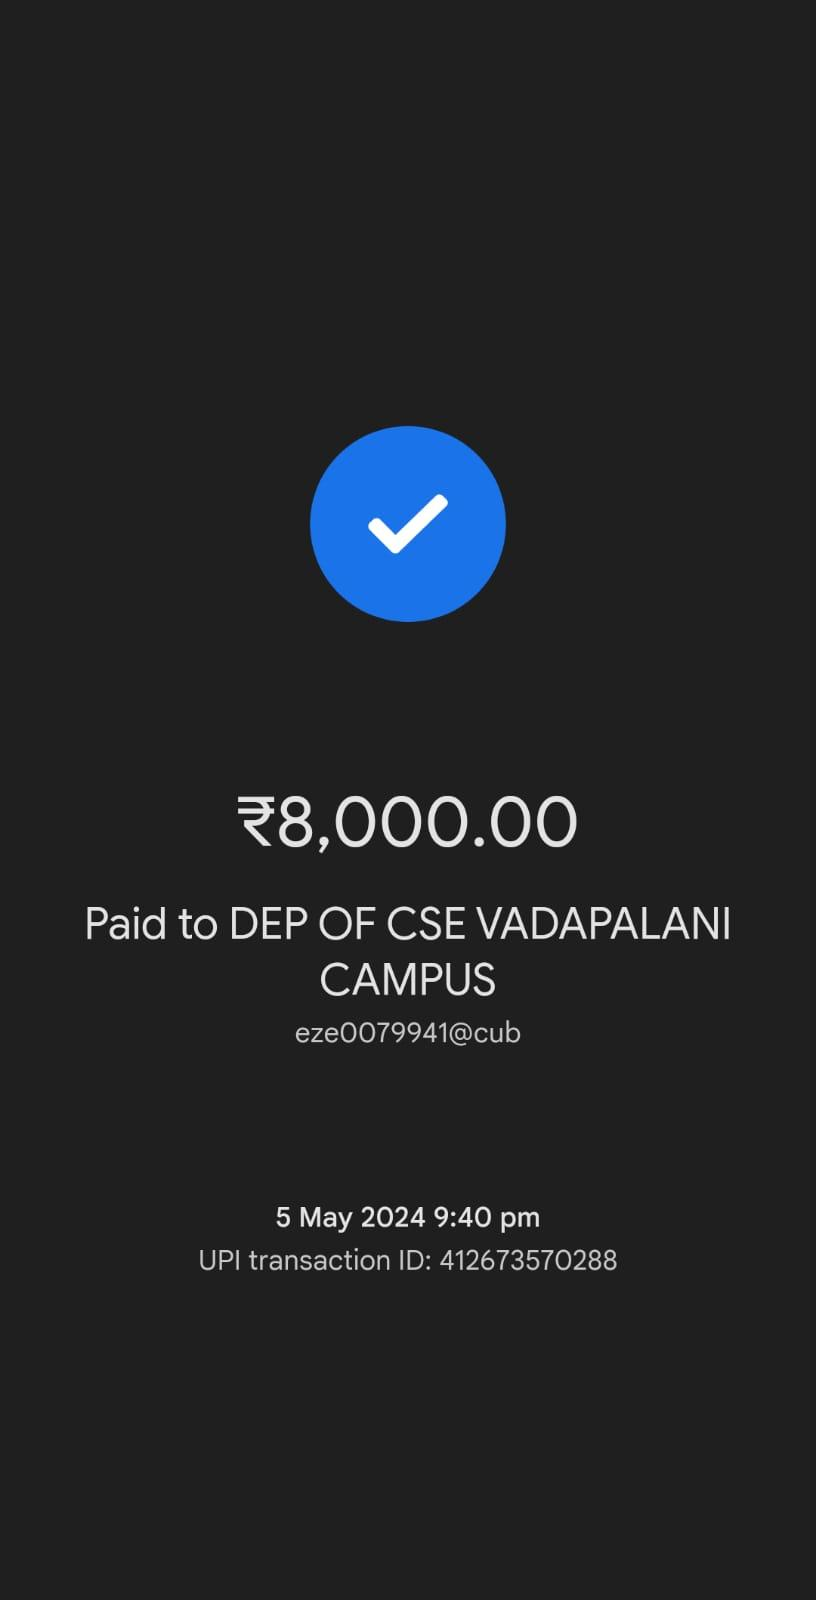 ₹8,000.00
Paid to DEP OF CSE VADAPALANI
CAMPUS
eze0079941@cub
5 May 2024 9:40 pm
UPI transaction ID: 412673570288